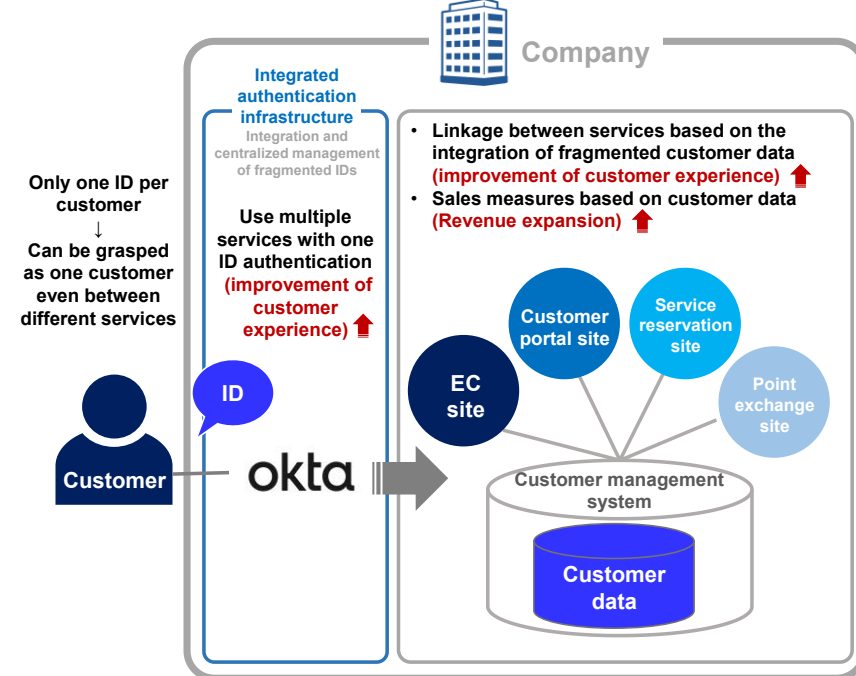 Company
Integrated
authentication
infrastructure
Integration and
centralized management
of fragmented IDs
Only one ID per
customer
↓
Can be grasped
as one customer
even between
different services
Use multiple
services with one
ID authentication
(improvement of
customer
experience)
• Linkage between services based on the
integration of fragmented customer data
(improvement of customer experience)
• Sales measures based on customer data
(Revenue expansion)
Customer
portal site
Service
reservation
site
EC
site
Point
exchange
site
ID
Customer
okta
Customer management
system
Customer
data